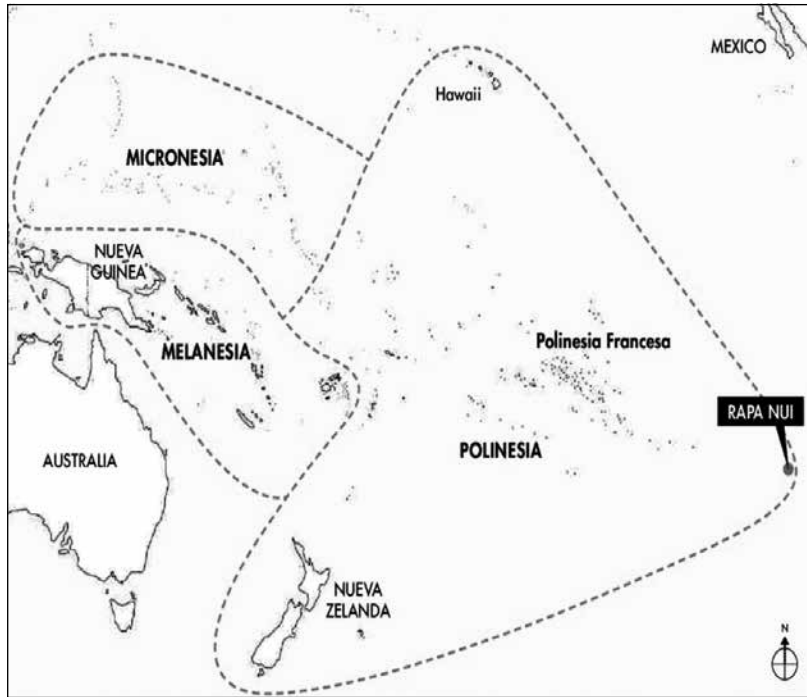 MEXICO
Hawaii
MICRONESIA
NUEVA
GUINEA
MELANESIA
Polinesia Francesa
RAPA NUI
POLINESIA
AUSTRALIA
NUEVA
ZELANDA
N